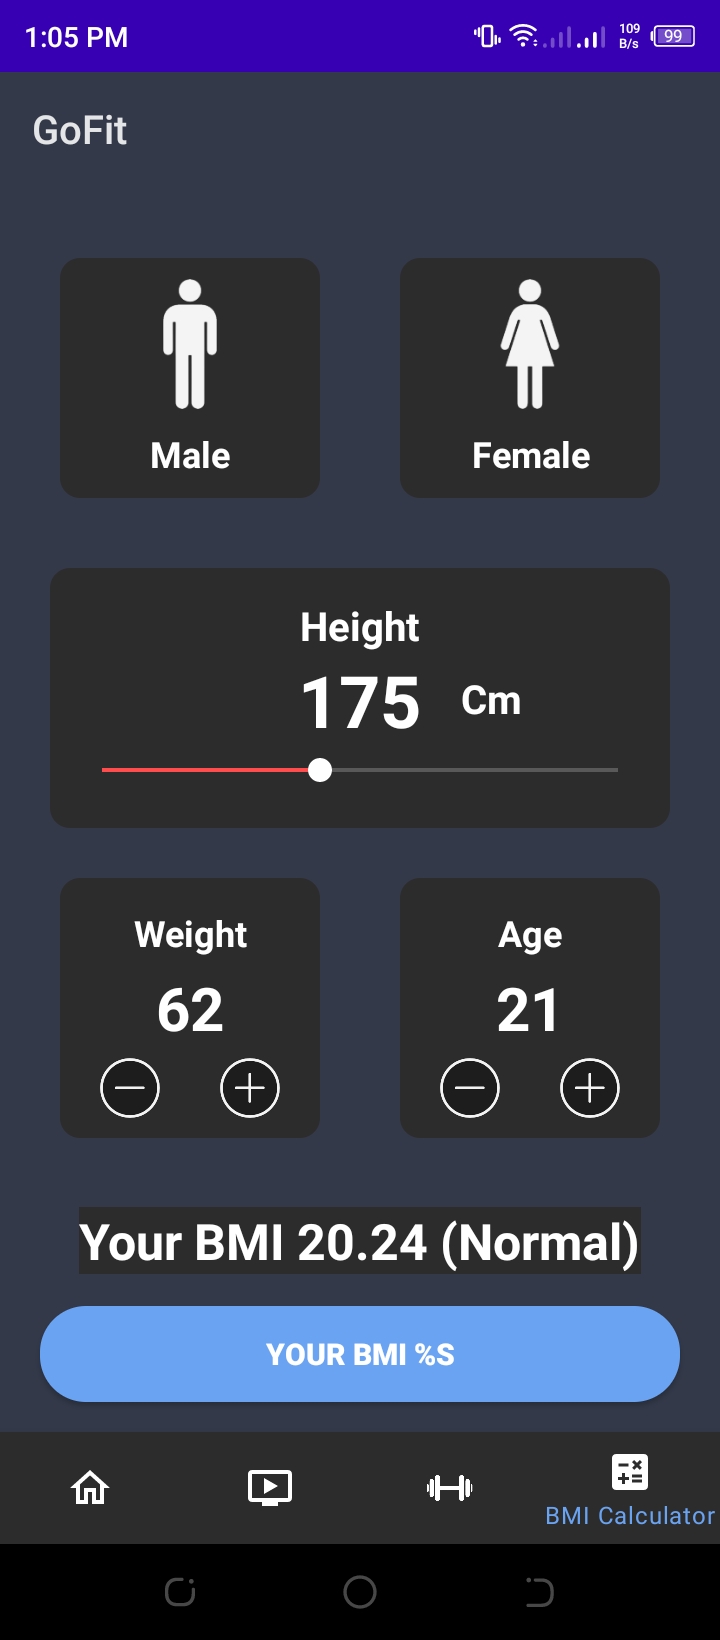 1:05 PM 109 B/s 99
GoFit
Male
Female
Height
175 Cm
Weight
62
Age
21
Your BMI 20.24 (Normal)
YOUR BMI %S
BMI Calculator